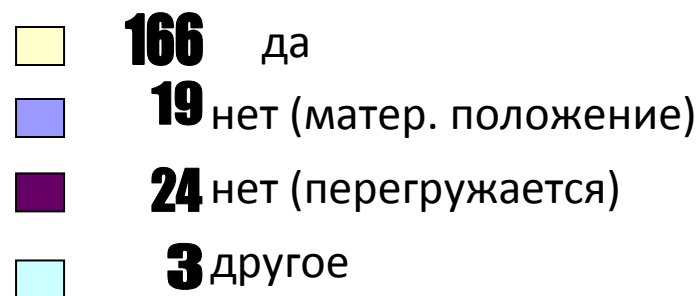 166 да
19 нет (матер. положение)
24 нет (перегружается)
3 другое